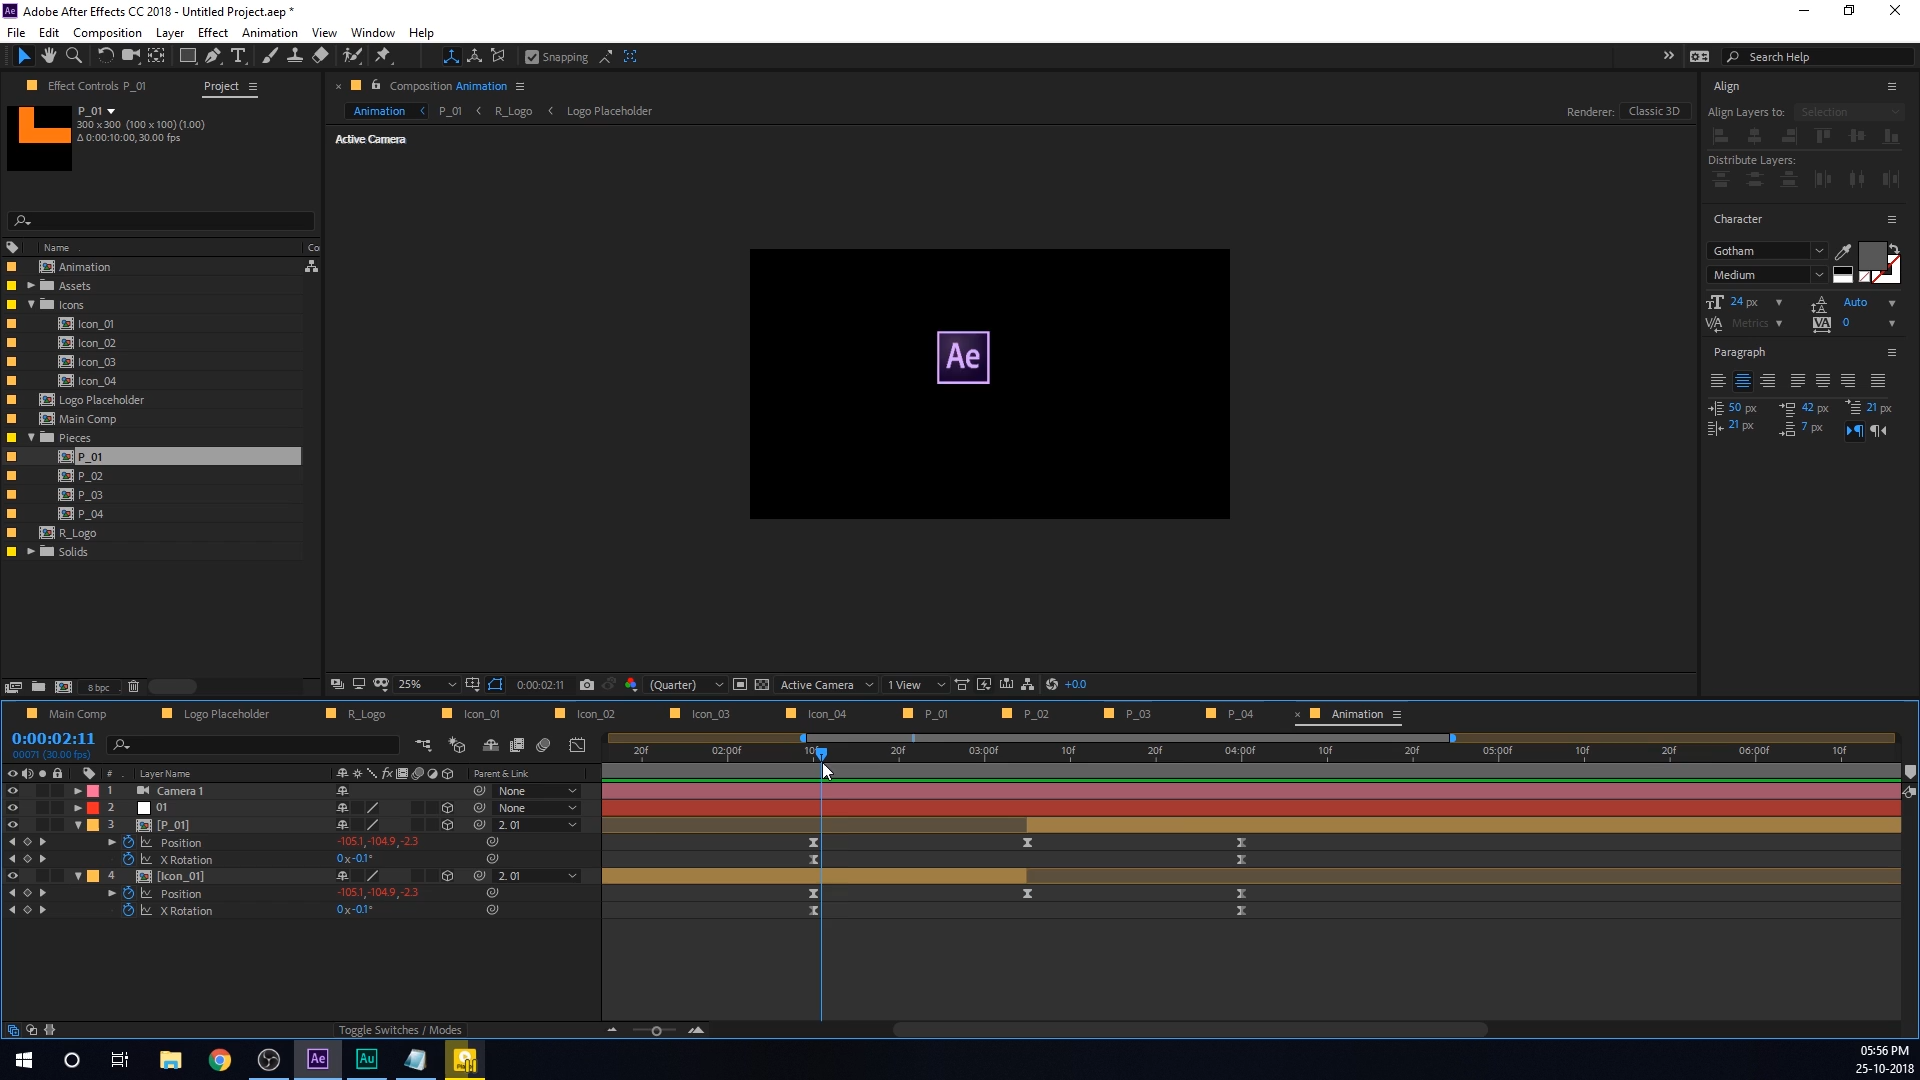 Ae Adobe After Effects CC 2018 - Untitled Project.aep *
File Edit Composition Layer Effect Animation View Window Help
Snapping
Search Help
Effect Controls P_01
Project
P_01
300 x 300 (100 x 100) (1.00)
Δ 0:00:10:00, 30.00 fps
Name
Co
Animation
Assets
Icons
Icon_01
Icon_02
Icon_03
Icon_04
Logo Placeholder
Main Comp
Pieces
P_01
P_02
P_03
P_04
R_Logo
Solids
8 bpc
Composition Animation
Animation P_01 R_Logo Logo Placeholder
Renderer: Classic 3D
Active Camera
Ae
25% 0:00:02:11 (Quarter) Active Camera 1 View +0.0
Align
Align Layers to: Selection
Distribute Layers:
Character
Gotham
Medium
24 px Auto
Metrics 0
Paragraph
50 px 42 px 21 px
21 px 7 px
Main Comp Logo Placeholder R_Logo Icon_01 Icon_02 Icon_03 Icon_04 P_01 P_02 P_03 P_04 Animation
0:00:02:11
00071 (30.00 fps)
20f 02:00f 10f 20f 03:00f 10f 20f 04:00f 10f 20f 05:00f 10f 20f 06:00f 10f
# Layer Name Parent & Link
1 Camera 1 None
2 01 None
3 [P_01] 2. 01
Position -105.1, -104.9, -2.3
X Rotation 0x-0.1°
4 [Icon_01] 2. 01
Position -105.1, -104.9, -2.3
X Rotation 0x-0.1°
Toggle Switches / Modes
Ae Au
05:56 PM
25-10-2018